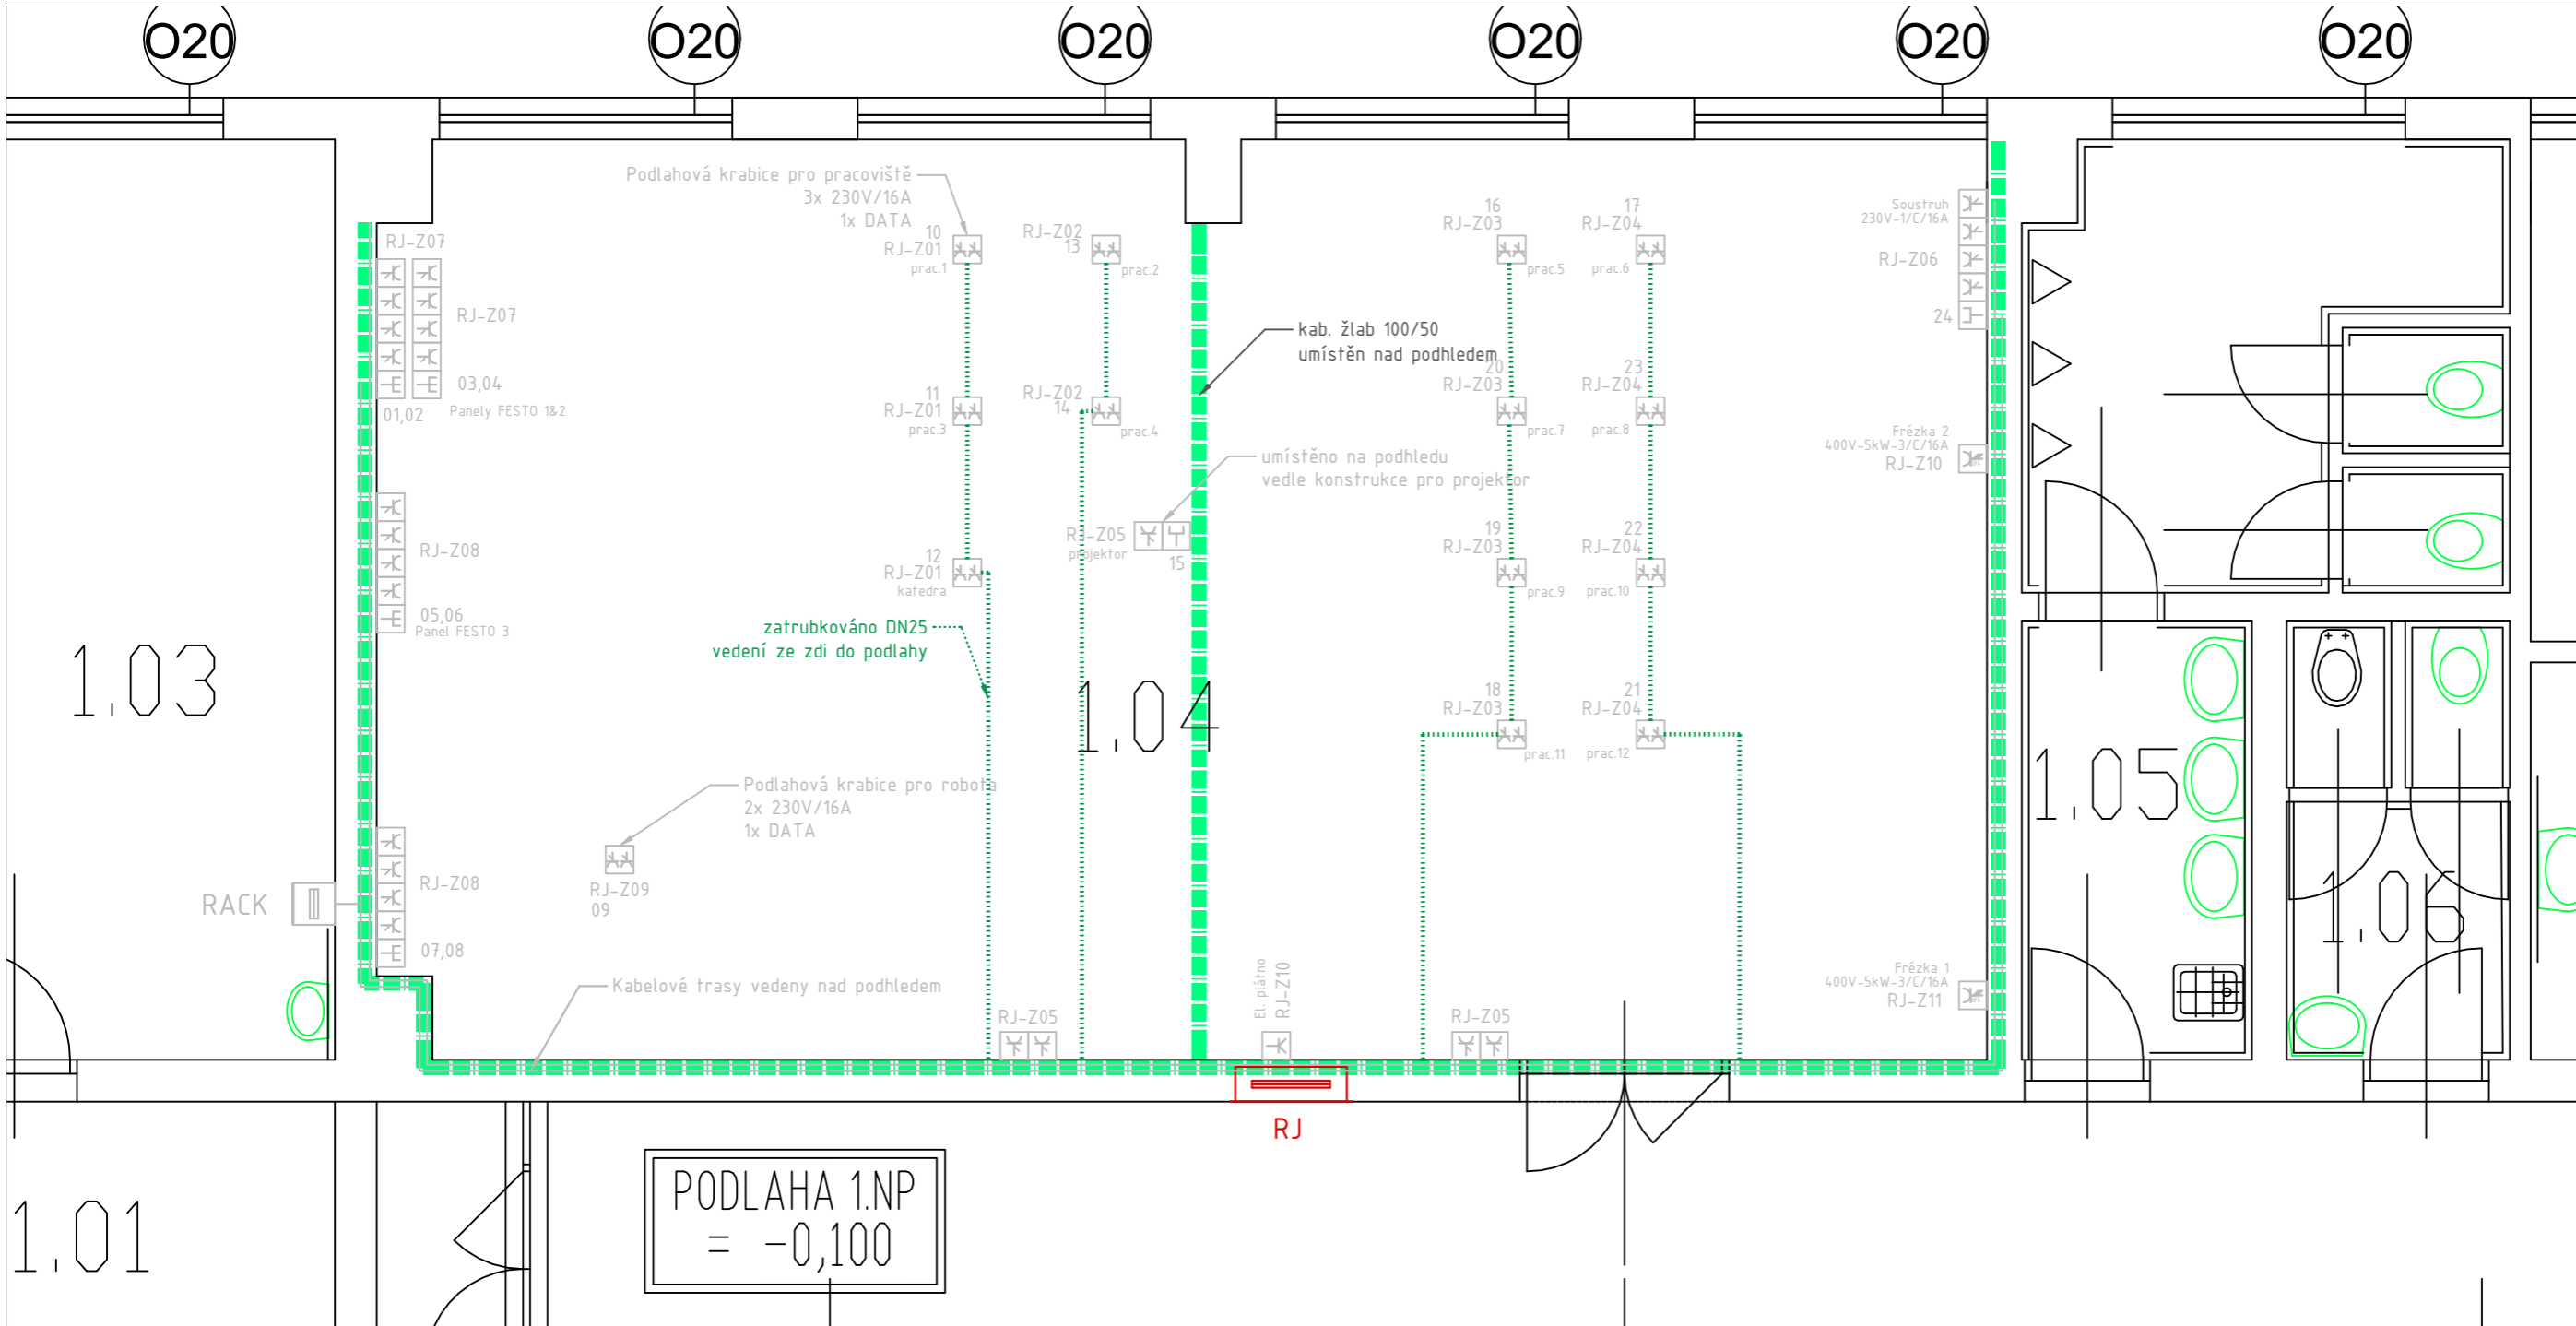 O20
O20
O20
O20
O20
O20
Podlahová krabice pro pracoviště
3x 230V/16A
1x DATA
10
RJ-Z01
prac.1
RJ-Z02
13
prac.2
16
RJ-Z03
prac.5
17
RJ-Z04
prac.6
Soustruh
230V-1/C/16A
RJ-Z06
24
RJ-Z07
RJ-Z07
03,04
01,02
Panely FESTO 1&2
kab. žlab 100/50
umístěn nad podhledem
11
RJ-Z01
prac.3
RJ-Z02
14
prac.4
20
RJ-Z03
prac.7
23
RJ-Z04
prac.8
Frézka 2
400V-5kW-3/C/16A
RJ-Z10
umístěno na podhledu
vedle konstrukce pro projektor
RJ-Z05
projektor
15
RJ-Z08
05,06
Panel FESTO 3
12
RJ-Z01
katedra
19
RJ-Z03
prac.9
22
RJ-Z04
prac.10
zatrubkováno DN25
vedení ze zdi do podlahy
1.03
1.04
18
RJ-Z03
prac.11
21
RJ-Z04
prac.12
1.05
1.06
Podlahová krabice pro robota
2x 230V/16A
1x DATA
RJ-Z09
09
RACK
RJ-Z08
07,08
Kabelové trasy vedeny nad podhledem
RJ-Z05
El. plátno
RJ-Z10
RJ-Z05
Frézka 1
400V-5kW-3/C/16A
RJ-Z11
RJ
PODLAHA 1.NP
= -0,100
1.01